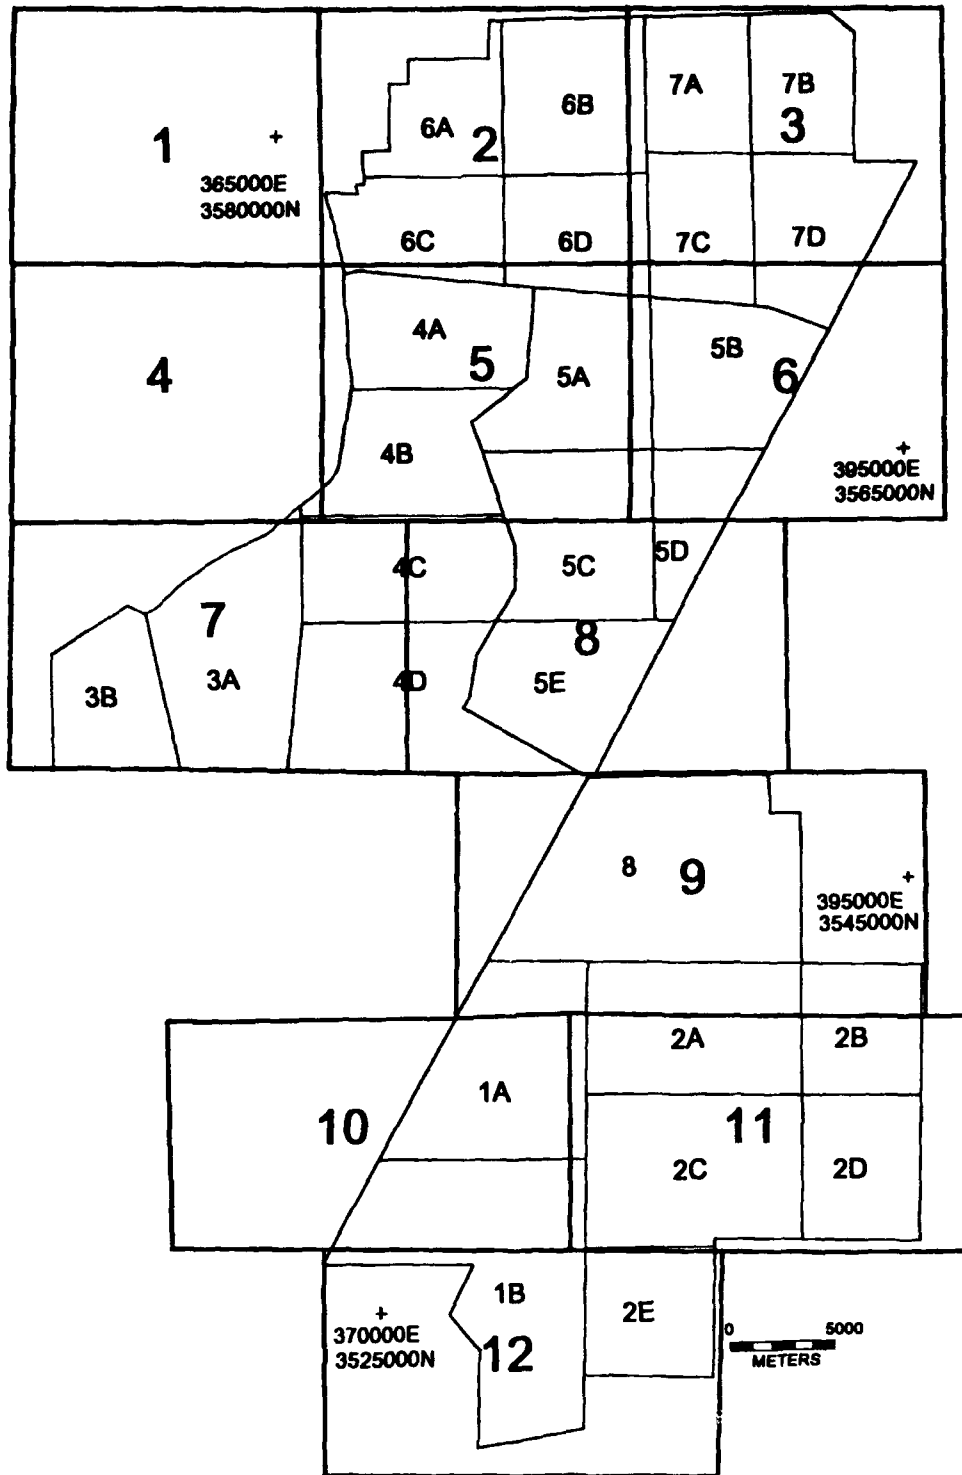 7A
7B
6B
6A
2
3
1
+
365000E
3580000N
6C
6D
7C
7D
4A
5B
5
5A
4
6
4B
+
395000E
3565000N
5D
4C
5C
7
8
3A
4D
5E
3B
8
9
+
395000E
3545000N
2A
2B
1A
10
11
2C
2D
1B
2E
+
370000E
3525000N
12
0 5000
METERS